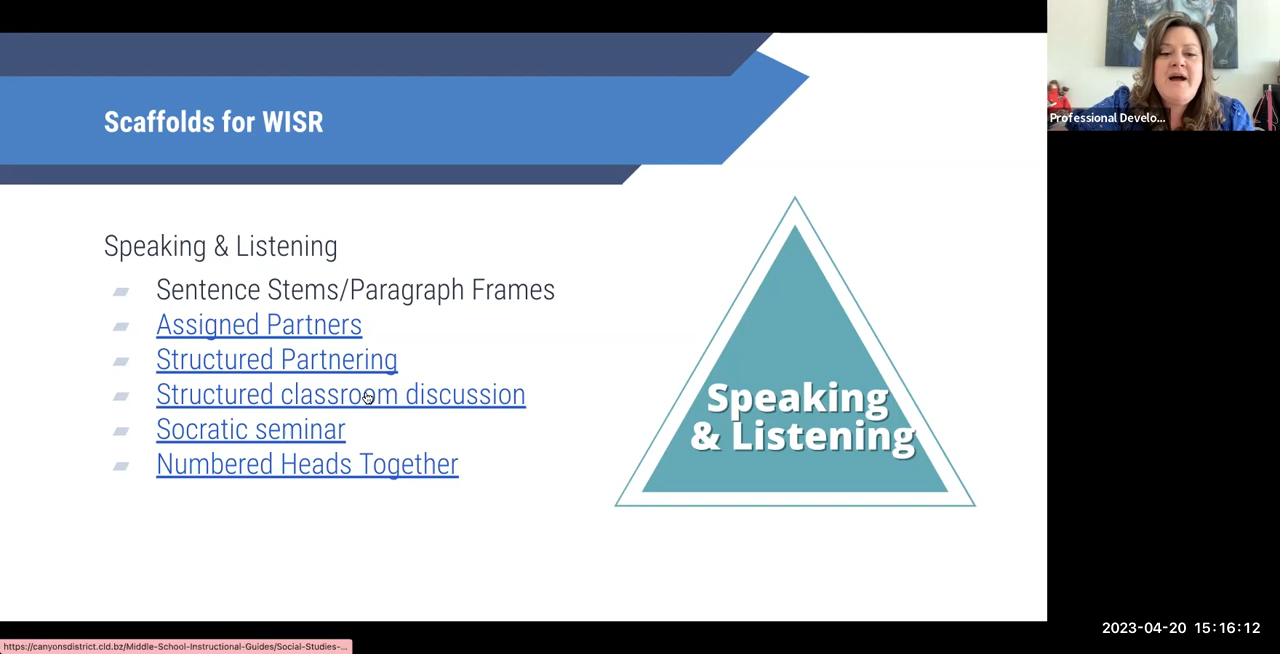 Scaffolds for WISR
Professional Develo...
Speaking & Listening
Sentence Stems/Paragraph Frames
Assigned Partners
Structured Partnering
Structured classroom discussion
Socratic seminar
Numbered Heads Together
Speaking
& Listening
2023-04-20 15:16:12
https://canyonsdistrict.cld.bz/Middle-School-Instructional-Guides/Social-Studies-...